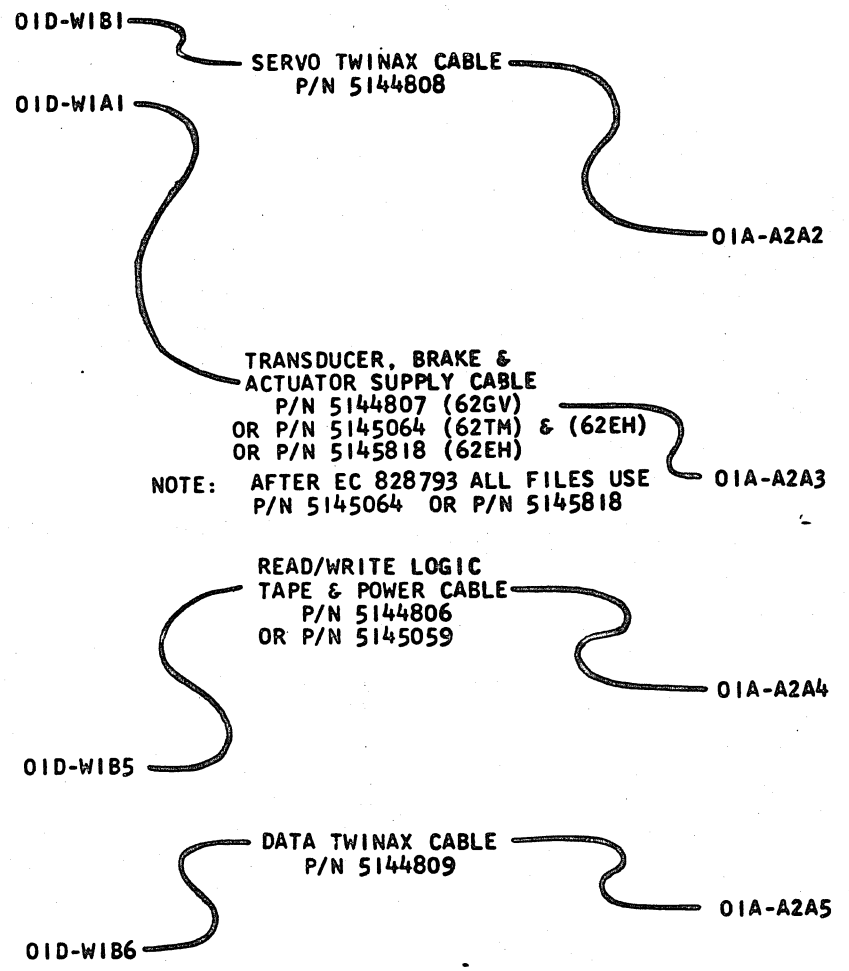 01D-W1B1
SERVO TWINAX CABLE
P/N 5144808
01D-W1A1
01A-A2A2
TRANSDUCER, BRAKE &
ACTUATOR SUPPLY CABLE
P/N 5144807 (62GV)
OR P/N 5145064 (62TM) & (62EH)
OR P/N 5145818 (62EH)
01A-A2A3
NOTE: AFTER EC 828793 ALL FILES USE
P/N 5145064 OR P/N 5145818
READ/WRITE LOGIC
TAPE & POWER CABLE
P/N 5144806
OR P/N 5145059
01A-A2A4
01D-W1B5
DATA TWINAX CABLE
P/N 5144809
01A-A2A5
01D-W1B6